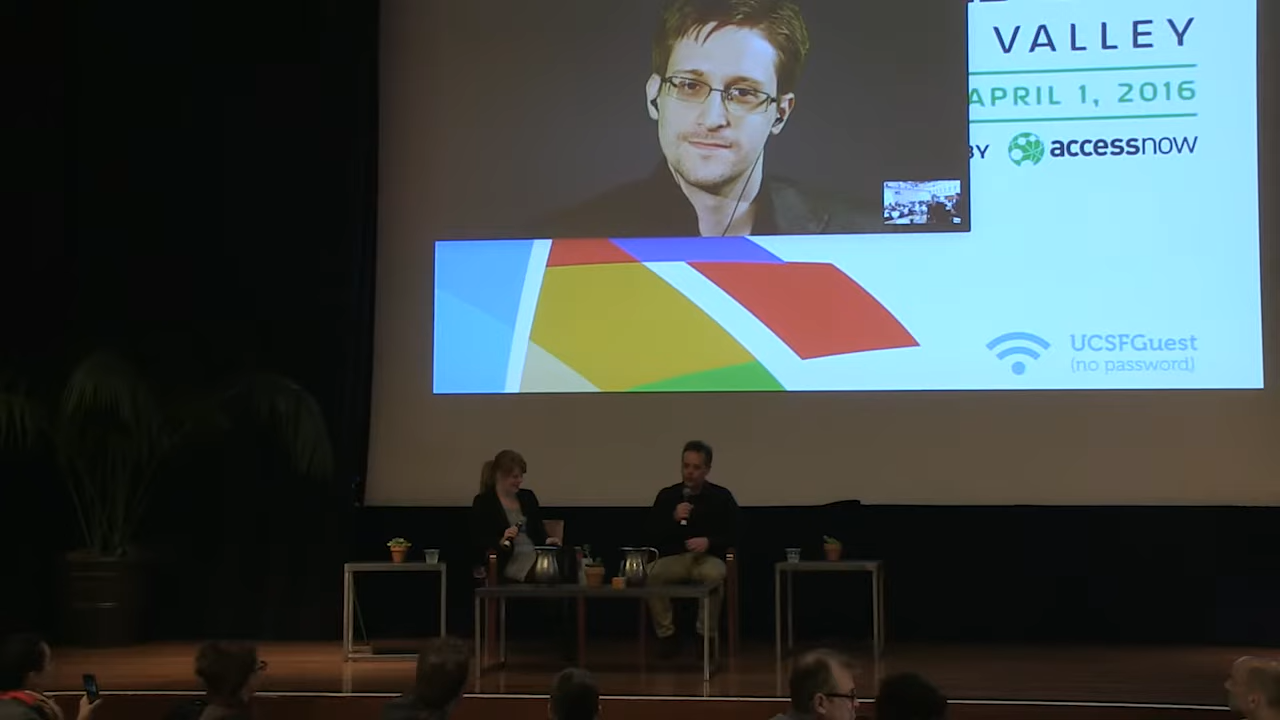 VALLEY
APRIL 1, 2016
BY accessnow
UCSFGuest
(no password)